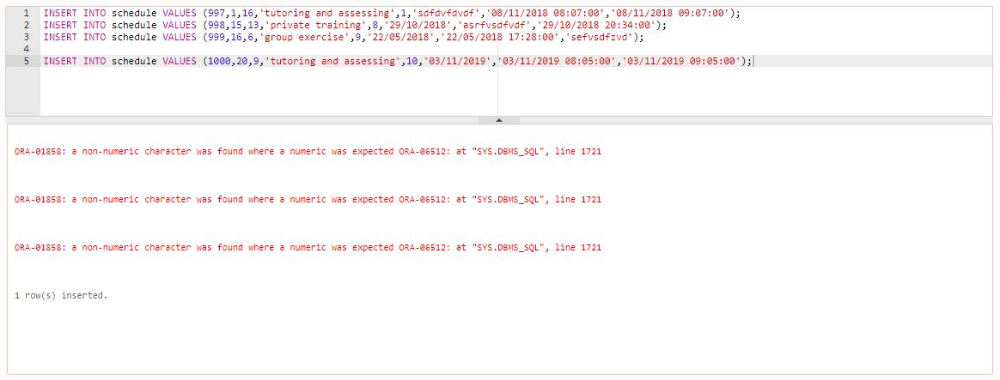 1 INSERT INTO schedule VALUES (997,1,16,'tutoring and assessing',1,'sdfdvfdvdf','08/11/2018 08:07:00','08/11/2018 09:07:00');
2 INSERT INTO schedule VALUES (998,15,13,'private training',8,'29/10/2018','asrfvsdfvdf','29/10/2018 20:34:00');
3 INSERT INTO schedule VALUES (999,16,6,'group exercise',9,'22/05/2018','22/05/2018 17:28:00','sefvsdfzvd');
4
5 INSERT INTO schedule VALUES (1000,20,9,'tutoring and assessing',10,'03/11/2019','03/11/2019 08:05:00','03/11/2019 09:05:00');
ORA-01858: a non-numeric character was found where a numeric was expected ORA-06512: at "SYS.DBMS_SQL", line 1721
ORA-01858: a non-numeric character was found where a numeric was expected ORA-06512: at "SYS.DBMS_SQL", line 1721
ORA-01858: a non-numeric character was found where a numeric was expected ORA-06512: at "SYS.DBMS_SQL", line 1721
1 row(s) inserted.